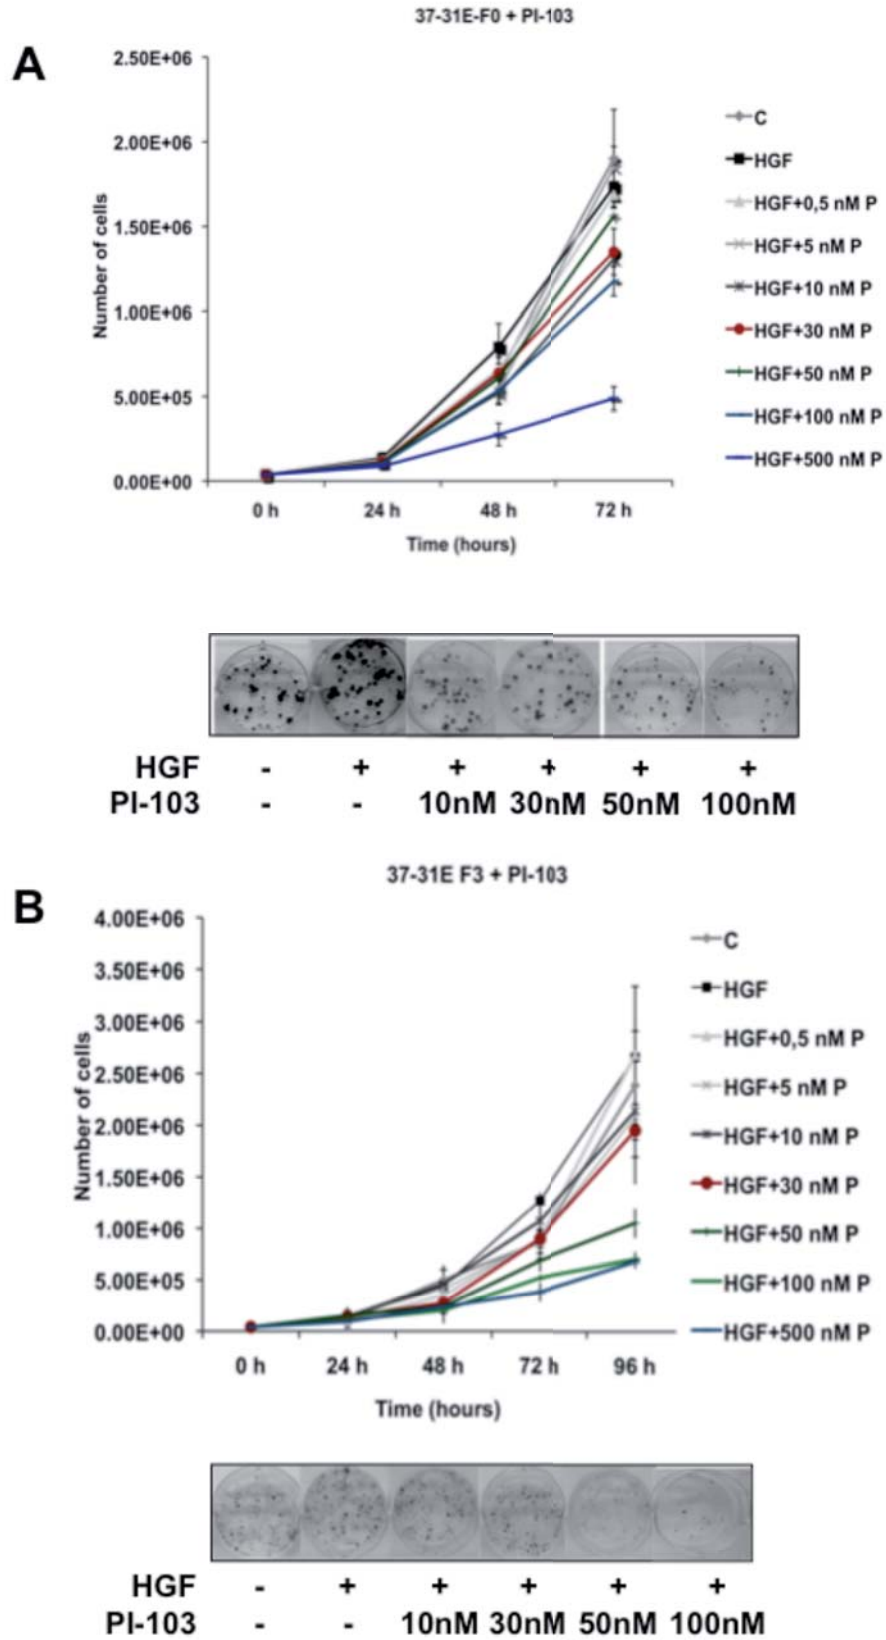 37-31E-F0 + PI-103
A
2.50E+06
2.00E+06
1.50E+06
1.00E+06
5.00E+05
0.00E+00
Number of cells
0 h 24 h 48 h 72 h
Time (hours)
C
HGF
HGF+0,5 nM P
HGF+5 nM P
HGF+10 nM P
HGF+30 nM P
HGF+50 nM P
HGF+100 nM P
HGF+500 nM P
HGF - + + + + +
PI-103 - - 10nM 30nM 50nM 100nM
37-31E F3 + PI-103
B
4.00E+06
3.50E+06
3.00E+06
2.50E+06
2.00E+06
1.50E+06
1.00E+06
5.00E+05
0.00E+00
Number of cells
0 h 24 h 48 h 72 h 96 h
Time (hours)
C
HGF
HGF+0,5 nM P
HGF+5 nM P
HGF+10 nM P
HGF+30 nM P
HGF+50 nM P
HGF+100 nM P
HGF+500 nM P
HGF - + + + + +
PI-103 - - 10nM 30nM 50nM 100nM